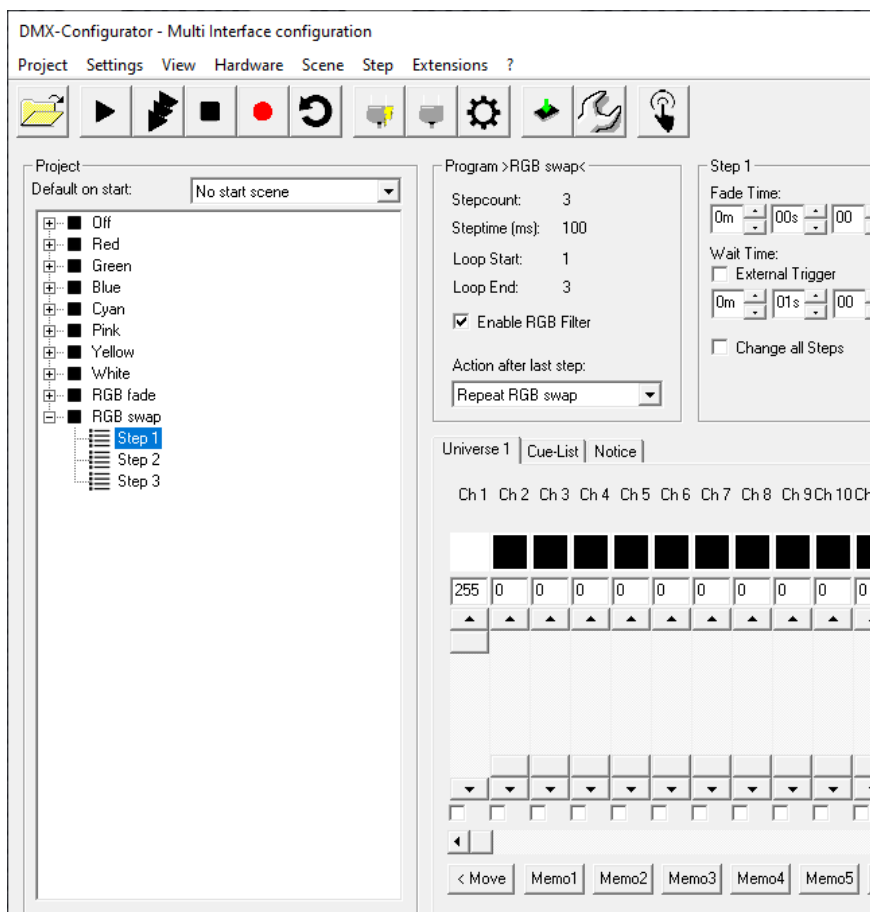 DMX-Configurator - Multi Interface configuration
Project Settings View Hardware Scene Step Extensions ?
Project
Default on start: No start scene
Off
Red
Green
Blue
Cyan
Pink
Yellow
White
RGB fade
RGB swap
Step 1
Step 2
Step 3
Program >RGB swap<
Stepcount: 3
Steptime (ms): 100
Loop Start: 1
Loop End: 3
Enable RGB Filter
Action after last step:
Repeat RGB swap
Step 1
Fade Time:
0m 00s 00
Wait Time:
External Trigger
0m 01s 00
Change all Steps
Universe 1 Cue-List Notice
Ch 1 Ch 2 Ch 3 Ch 4 Ch 5 Ch 6 Ch 7 Ch 8 Ch 9 Ch 10 Ch
255 0 0 0 0 0 0 0 0 0 0
< Move Memo1 Memo2 Memo3 Memo4 Memo5